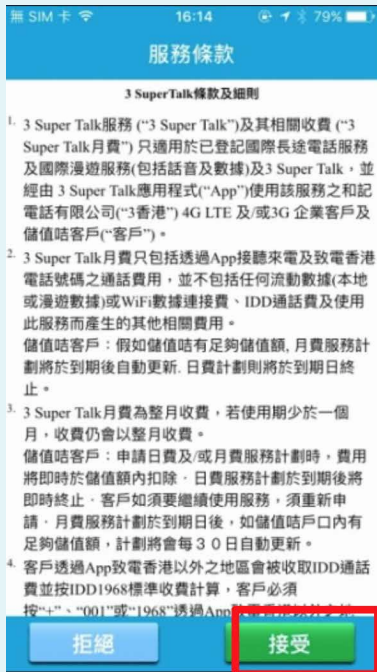 無 SIM 卡 16:14 79%
服務條款
3 SuperTalk條款及細則
1. 3 Super Talk服務 (“3 Super Talk”)及其相關收費 (“3
Super Talk月費”) 只適用於已登記國際長途電話服務
及國際漫遊服務(包括話音及數據)及3 Super Talk，並
經由 3 Super Talk應用程式(“App”)使用該服務之和記
電話有限公司(“3香港”) 4G LTE 及/或3G 企業客戶及
儲值咭客戶(“客戶”)。
2. 3 Super Talk月費只包括透過App接聽來電及致電香港
電話號碼之通話費用，並不包括任何流動數據(本地
或漫遊數據)或WiFi數據連接費、IDD通話費及使用
此服務而產生的其他相關費用。
儲值咭客戶：假如儲值咭有足夠儲值額, 月費服務計
劃將於到期後自動更新. 日費計劃則將於到期日終
止。
3. 3 Super Talk月費為整月收費，若使用期少於一個
月，收費仍會以整月收費。
儲值咭客戶：申請日費及/或月費服務計劃時，費用
將即時於儲值額內扣除．日費服務計劃於到期後將
即時終止．客戶如須要繼續使用服務，須重新申
請．月費服務計劃於到期日後，如儲值咭戶口內有
足夠儲值額，計劃將會每３０日自動更新。
4. 客戶透過App致電香港以外之地區會被收取IDD通話
費並按IDD1968標準收費計算，客戶必須
按“+”、“001”或“1968”透過App致電香港以外之地
拒絕 接受